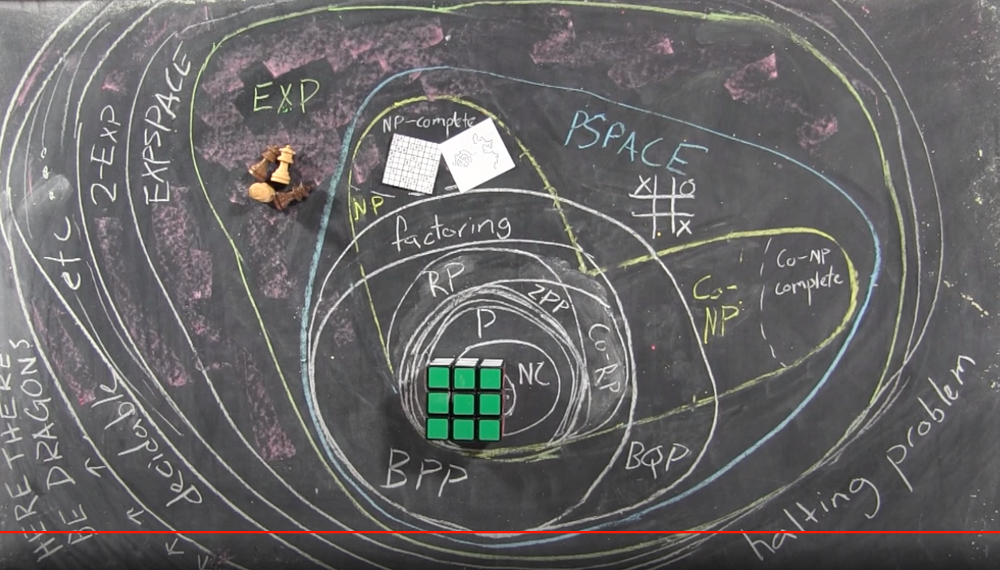 EXP
NP-complete
PSPACE
2-EXP
EXPSPACE
X O
X
NP
factoring
etc
RP
ZPP
Co-NP
complete
Co-
NP
P
Co-RP
NC
HERE THERE
BE DRAGONS
decidable
BPP
BQP
halting problem